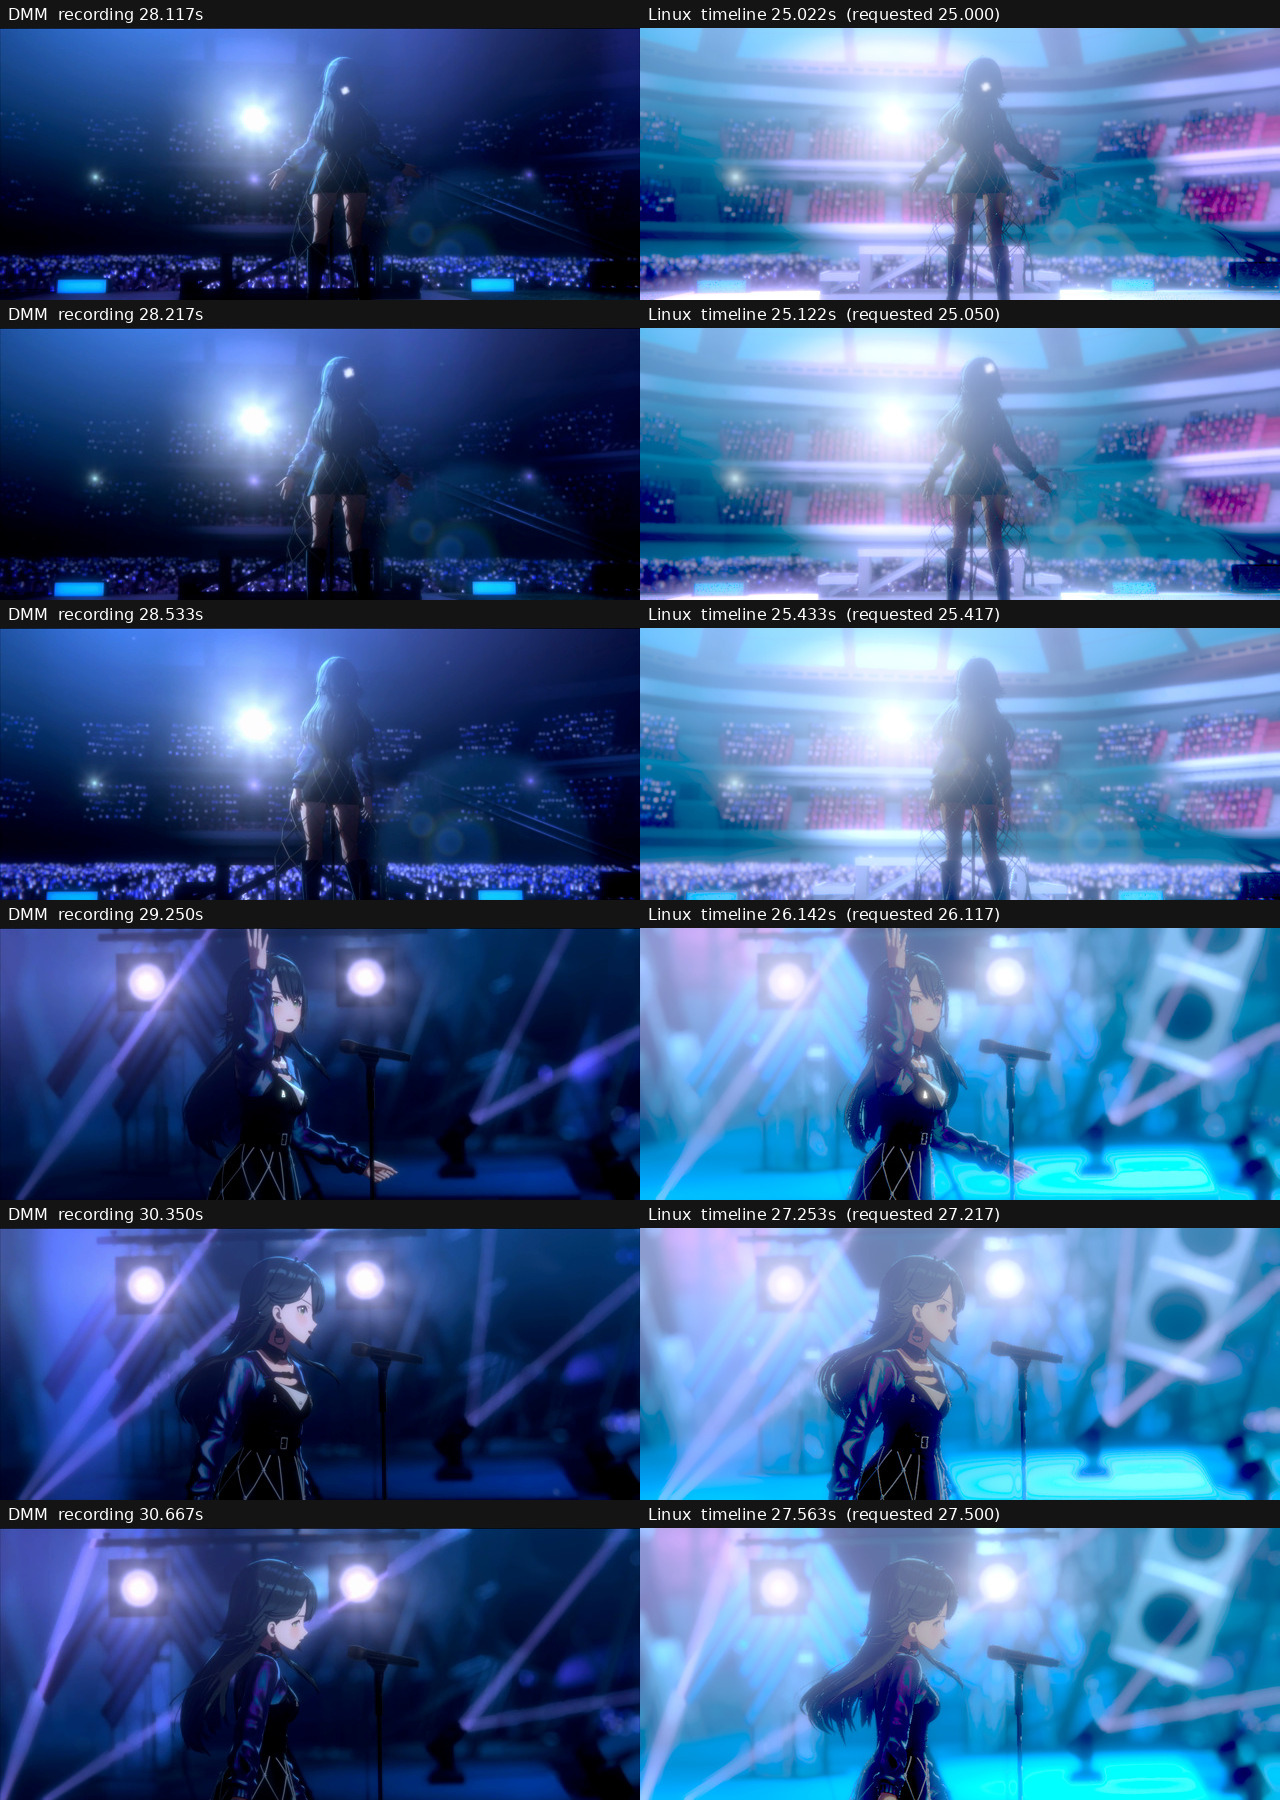 DMM  recording 28.117s
Linux  timeline 25.022s  (requested 25.000)
DMM  recording 28.217s
Linux  timeline 25.122s  (requested 25.050)
DMM  recording 28.533s
Linux  timeline 25.433s  (requested 25.417)
DMM  recording 29.250s
Linux  timeline 26.142s  (requested 26.117)
DMM  recording 30.350s
Linux  timeline 27.253s  (requested 27.217)
DMM  recording 30.667s
Linux  timeline 27.563s  (requested 27.500)